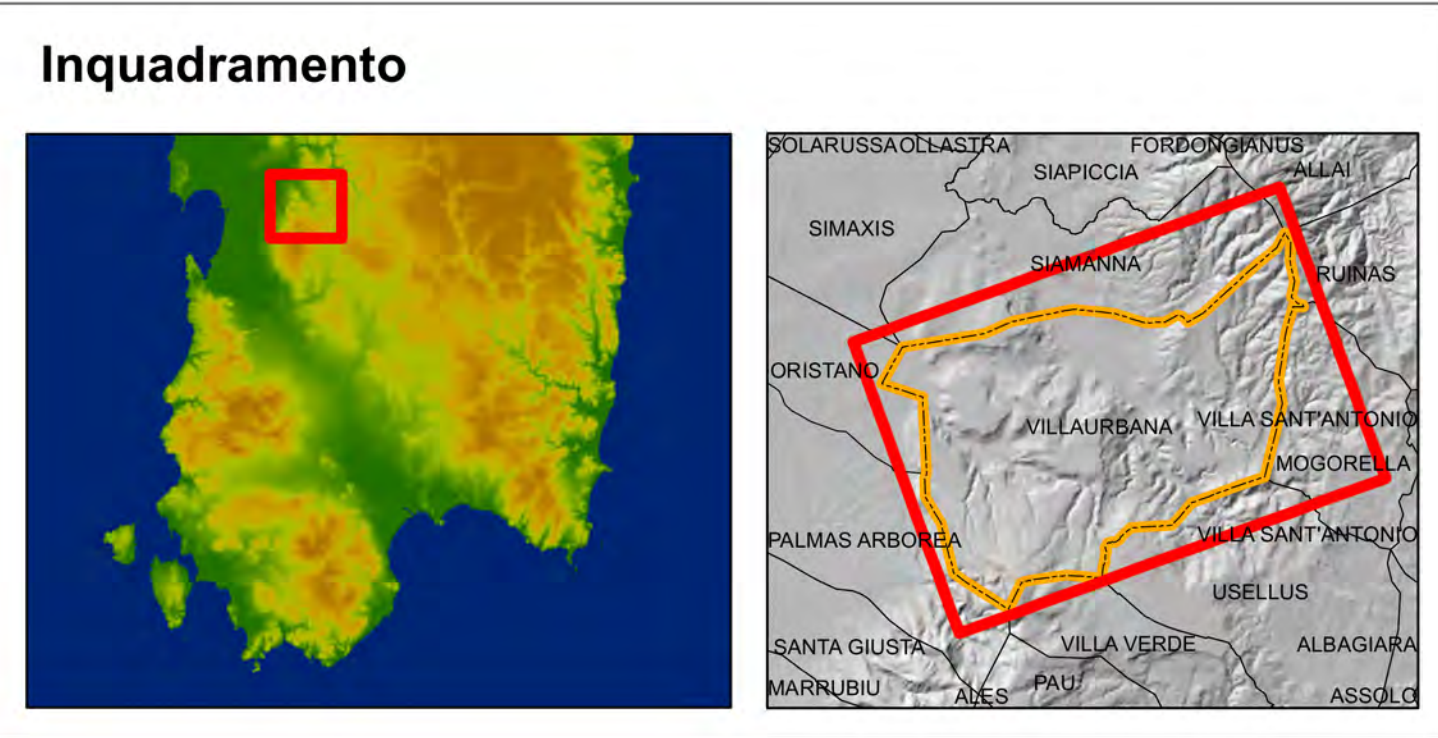 Inquadramento
SOLARUSSA OLLASTRA FORDONGIANUS
SIAPICCIA ALLAI
SIMAXIS
SIAMANNA
RUINAS
ORISTANO
VILLAURBANA VILLA SANT'ANTONIO
MOGORELLA
PALMAS ARBOREA VILLA SANT'ANTONIO
USELLUS
SANTA GIUSTA VILLA VERDE ALBAGIARA
MARRUBIU ALES PAU ASSOLO